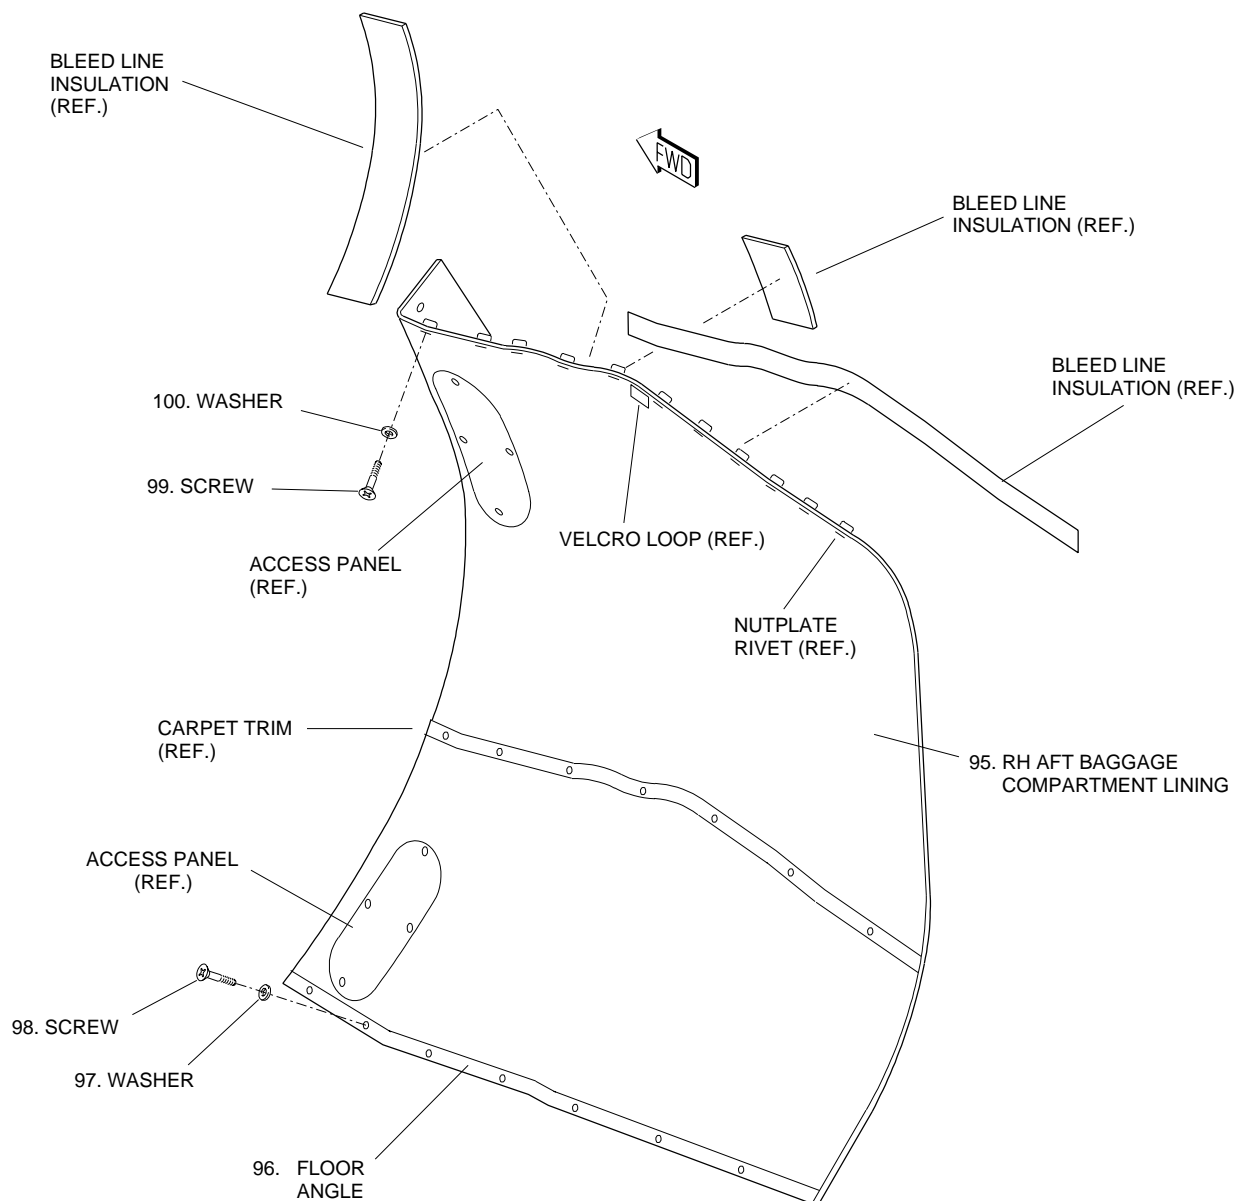 BLEED LINE
INSULATION
(REF.)
FWD
BLEED LINE
INSULATION (REF.)
BLEED LINE
INSULATION (REF.)
100. WASHER
99. SCREW
VELCRO LOOP (REF.)
ACCESS PANEL
(REF.)
NUTPLATE
RIVET (REF.)
CARPET TRIM
(REF.)
95. RH AFT BAGGAGE
COMPARTMENT LINING
ACCESS PANEL
(REF.)
98. SCREW
97. WASHER
96. FLOOR
ANGLE